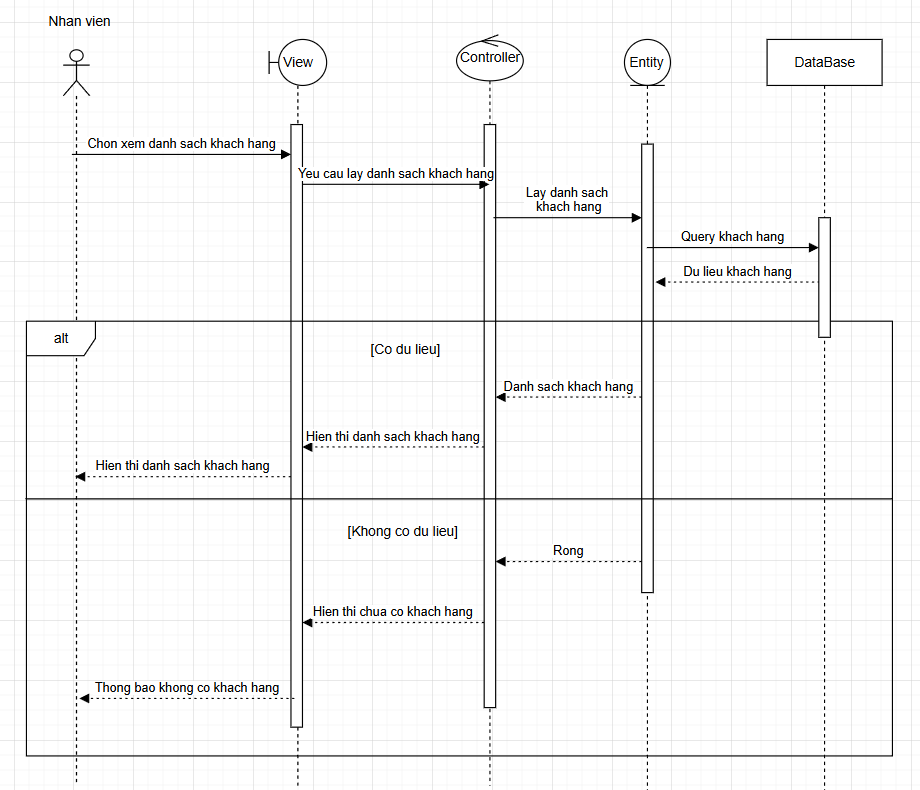 Nhan vien
View
Controller
Entity
DataBase
Chon xem danh sach khach hang
Yeu cau lay danh sach khach hang
Lay danh sach
khach hang
Query khach hang
Du lieu khach hang
alt
[Co du lieu]
Danh sach khach hang
Hien thi danh sach khach hang
Hien thi danh sach khach hang
[Khong co du lieu]
Rong
Hien thi chua co khach hang
Thong bao khong co khach hang